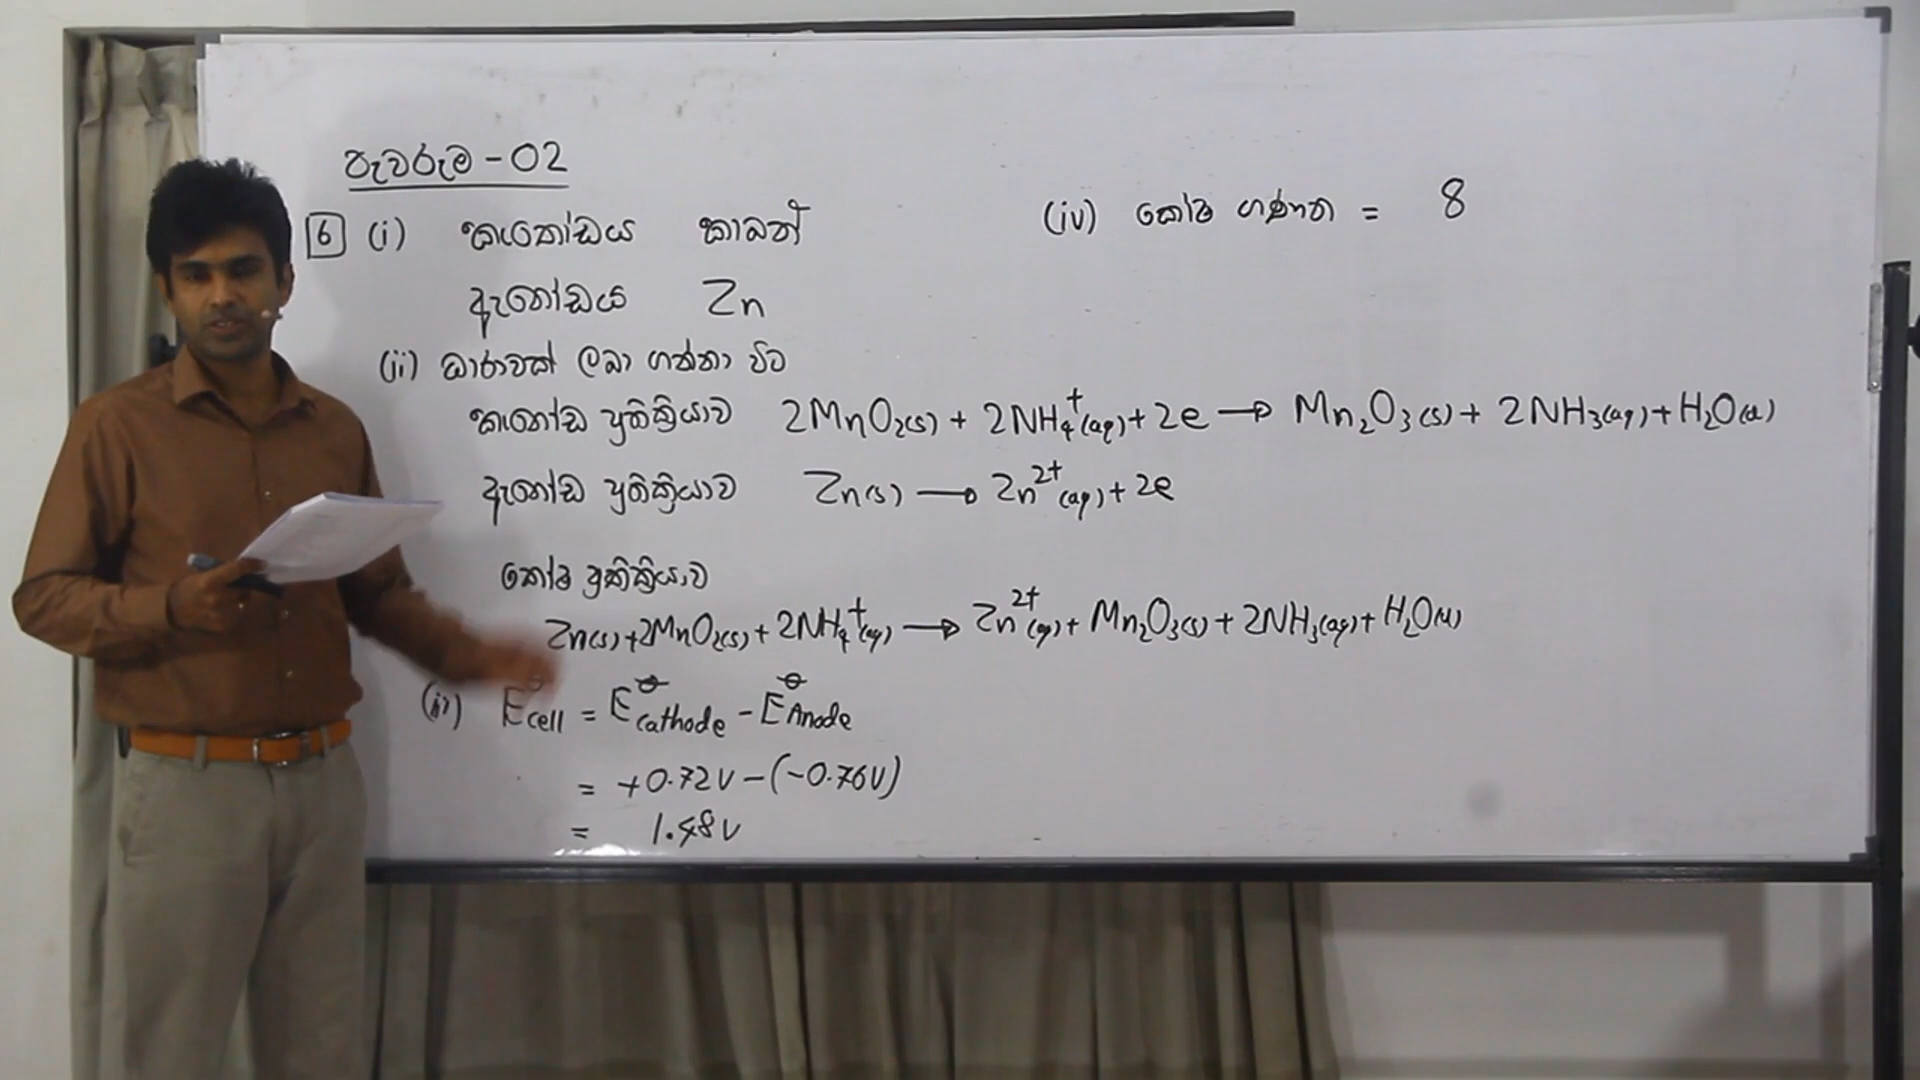 පැවරුම - 02
6 (i) කැතෝඩය කාබන්
ඇනෝඩය Zn
(ii) ධාරාවක් ලබා ගන්නා විට
කැතෝඩ ප්‍රතික්‍රියාව 2MnO₂(s) + 2NH₄⁺(aq) + 2e → Mn₂O₃(s) + 2NH₃(aq) + H₂O(l)
ඇනෝඩ ප්‍රතික්‍රියාව Zn(s) → Zn²⁺(aq) + 2e
කෝෂ ප්‍රතික්‍රියාව
Zn(s) + 2MnO₂(s) + 2NH₄⁺(aq) → Zn²⁺(aq) + Mn₂O₃(s) + 2NH₃(aq) + H₂O(l)
E°cell = E°Cathode - E°Anode
= +0.72V - (-0.76V)
= 1.48V
(iv) කෝෂ ගණන = 8